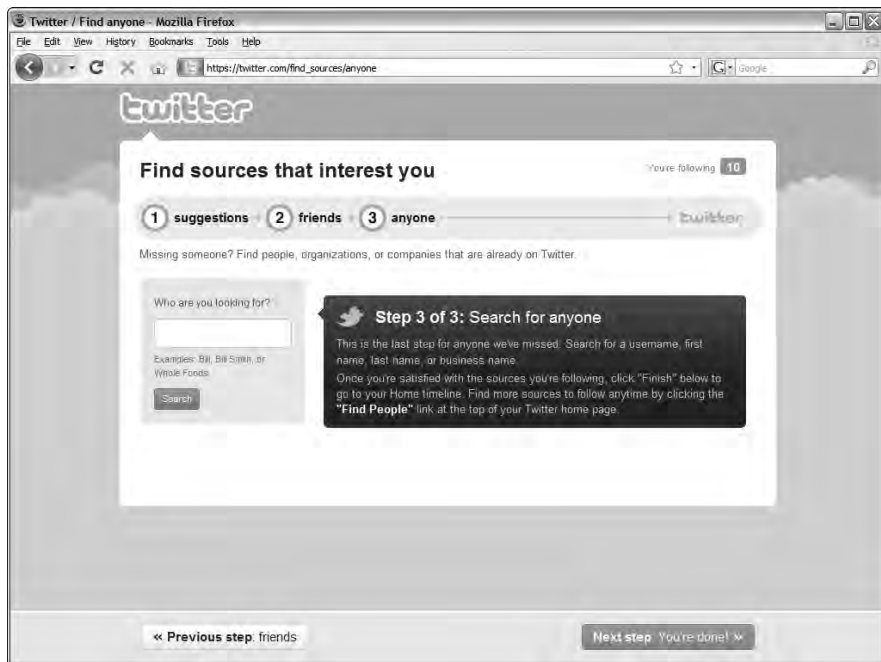 Twitter / Find anyone - Mozilla Firefox
File Edit View History Bookmarks Tools Help
https://twitter.com/find_sources/anyone
G Google
twitter
Find sources that interest you
You're following 10
1 suggestions 2 friends 3 anyone twitter
Missing someone? Find people, organizations, or companies that are already on Twitter.
Who are you looking for?
Examples: Bill, Bill Smith, or
Whole Foods
Search
Step 3 of 3: Search for anyone
This is the last step for anyone we've missed. Search for a username, first
name, last name, or business name.
Once you're satisfied with the sources you're following, click "Finish" below to
go to your Home timeline. Find more sources to follow anytime by clicking the
"Find People" link at the top of your Twitter home page.
« Previous step: friends
Next step: You're done! »